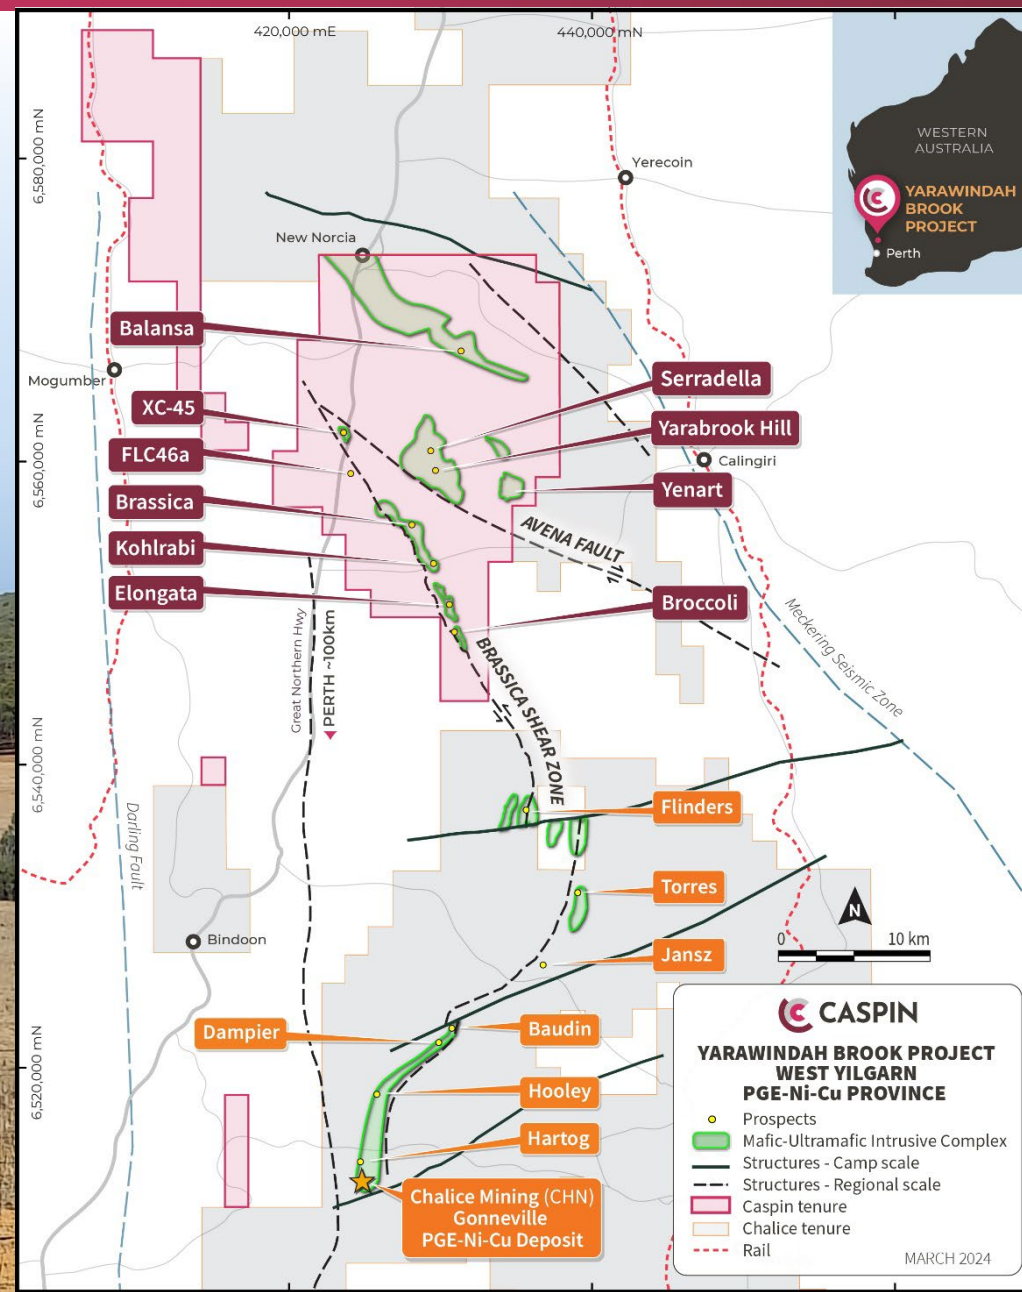 420,000 mE
440,000 mN
6,580,000 mN
6,560,000 mN
6,540,000 mN
6,520,000 mN
WESTERN
AUSTRALIA
YARAWINDAH
BROOK
PROJECT
Perth
Yerecoin
New Norcia
Balansa
Mogumber
XC-45
FLC46a
Brassica
Kohlrabi
Elongata
Serradella
Yarabrook Hill
Calingiri
Yenart
AVENA FAULT
Broccoli
Great Northern Hwy
PERTH ~100km
BRASSICA SHEAR ZONE
Meckering Seismic Zone
Darling Fault
Flinders
Torres
Bindoon
Jansz
N
0 10 km
Dampier
Baudin
Hooley
Hartog
Chalice Mining (CHN)
Gonneville
PGE-Ni-Cu Deposit
CASPIN
YARAWINDAH BROOK PROJECT
WEST YILGARN
PGE-Ni-Cu PROVINCE
Prospects
Mafic-Ultramafic Intrusive Complex
Structures - Camp scale
Structures - Regional scale
Caspin tenure
Chalice tenure
Rail
MARCH 2024